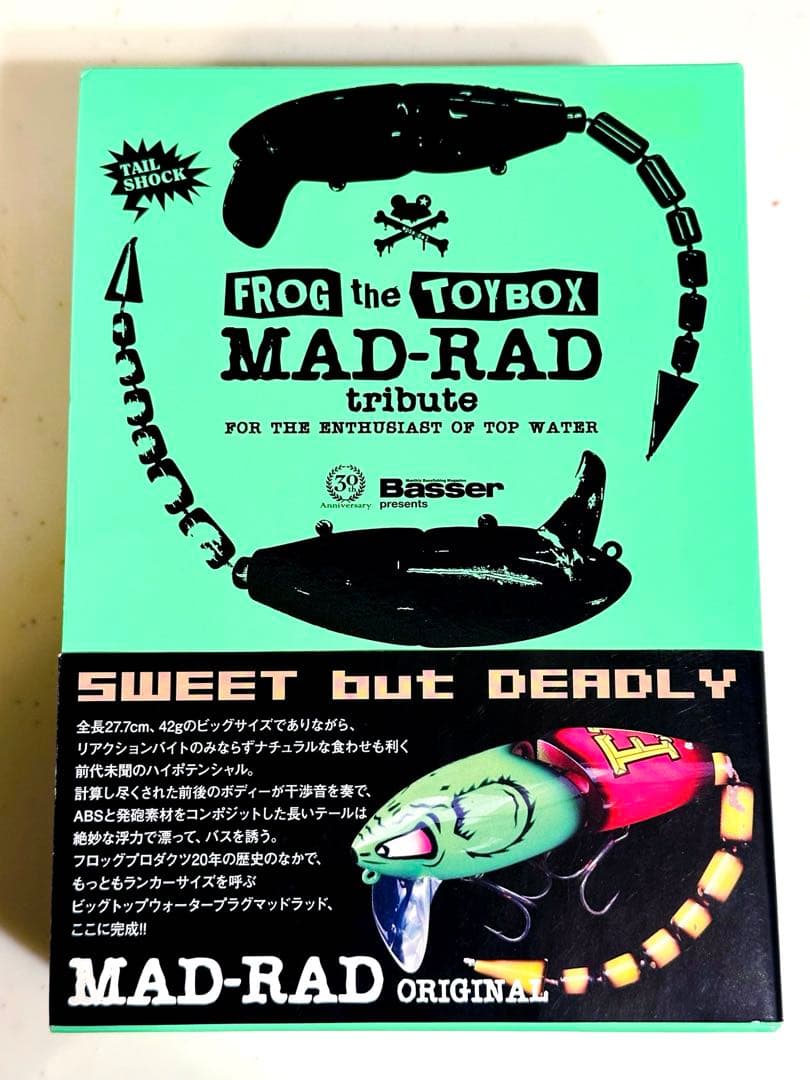 TAIL
SHOCK
FROG the TOYBOX
MAD-RAD
tribute
FOR THE ENTHUSIAST OF TOP WATER
30th
Anniversary
Monthly Bassfishing Magazine
Basser
presents
SWEET but DEADLY
全長27.7cm、42gのビッグサイズでありながら、
リアクションバイトのみならずナチュラルな食わせも利く
前代未聞のハイポテンシャル。
計算し尽くされた前後のボディーが干渉音を奏で、
ABSと発砲素材をコンポジットした長いテールは
絶妙な浮力で漂って、バスを誘う。
フロッグプロダクツ20年の歴史のなかで、
もっともランカーサイズを呼ぶ
ビッグトップウォータープラグマッドラッド、
ここに完成!!
MAD-RAD ORIGINAL